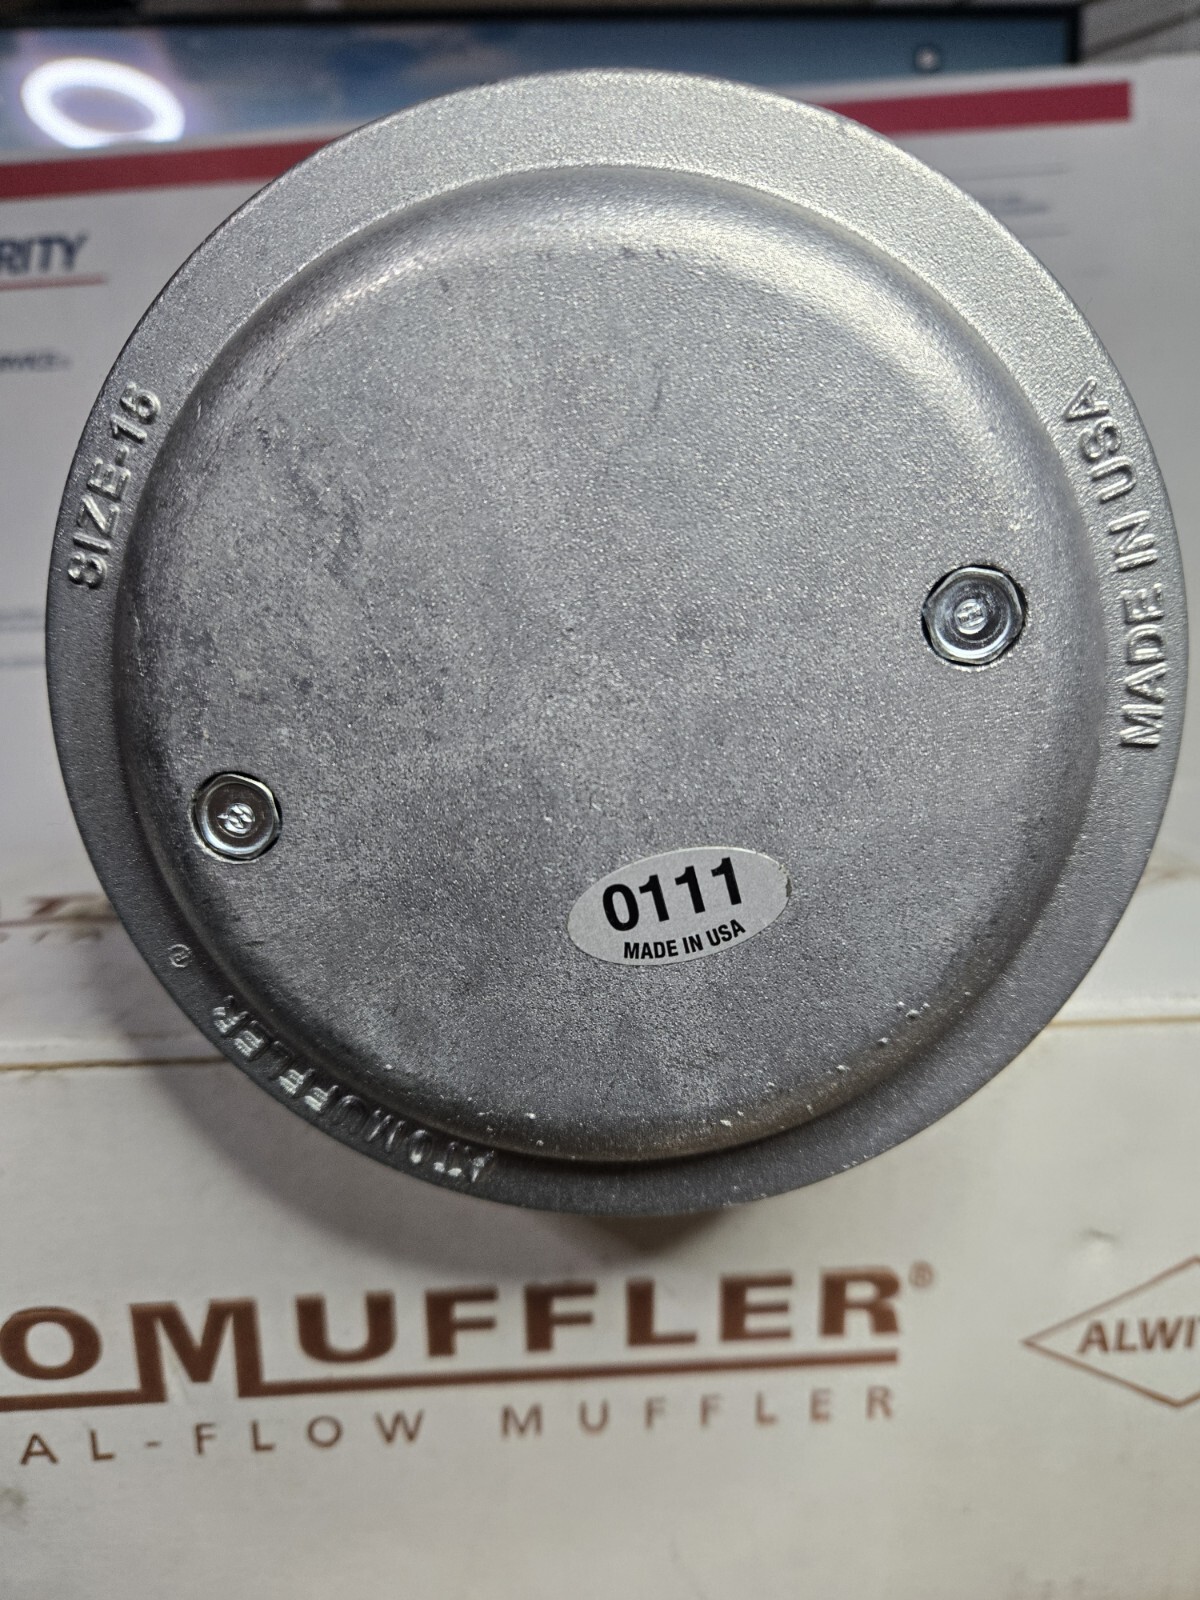 RITY
SIZE-16
MADE IN USA
0111
MADE IN USA
ATOMUFFLER ®
OMUFFLER®
AL-FLOW MUFFLER
ALWI